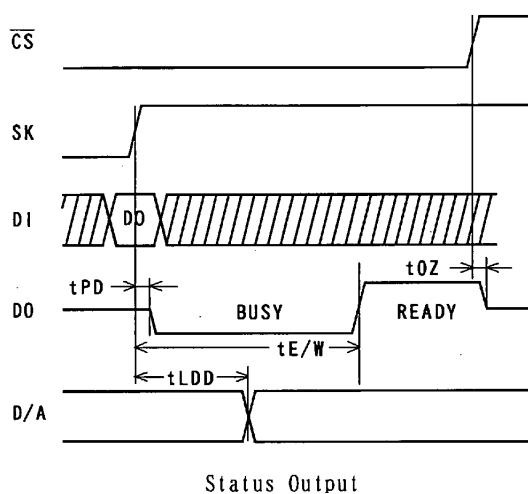 CS
SK
DI
D0
tPD
tOZ
DO
BUSY
READY
tE/W
tLDD
D/A
Status Output